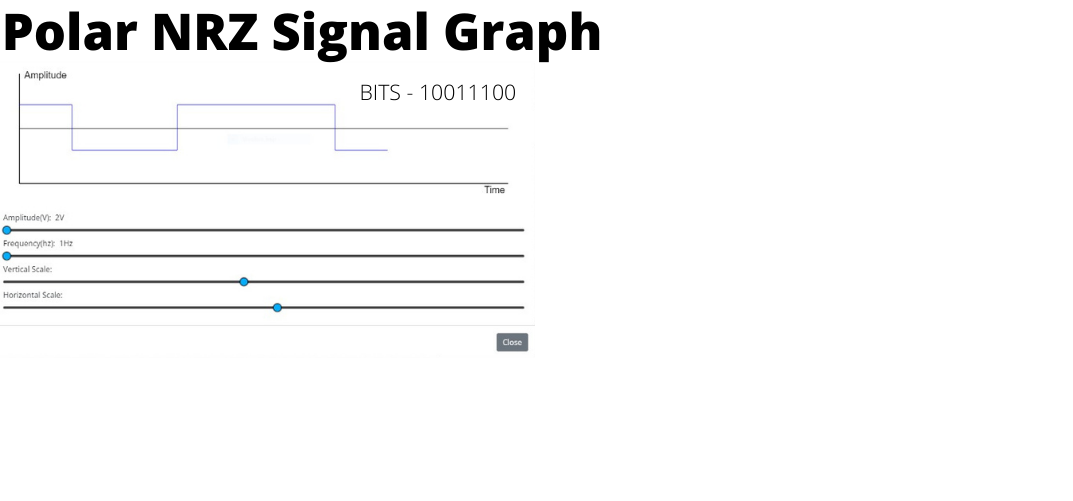 Polar NRZ Signal Graph
Amplitude
BITS - 10011100
Time
Amplitude(V): 2V
Frequency(hz): 1Hz
Vertical Scale:
Horizontal Scale:
Close